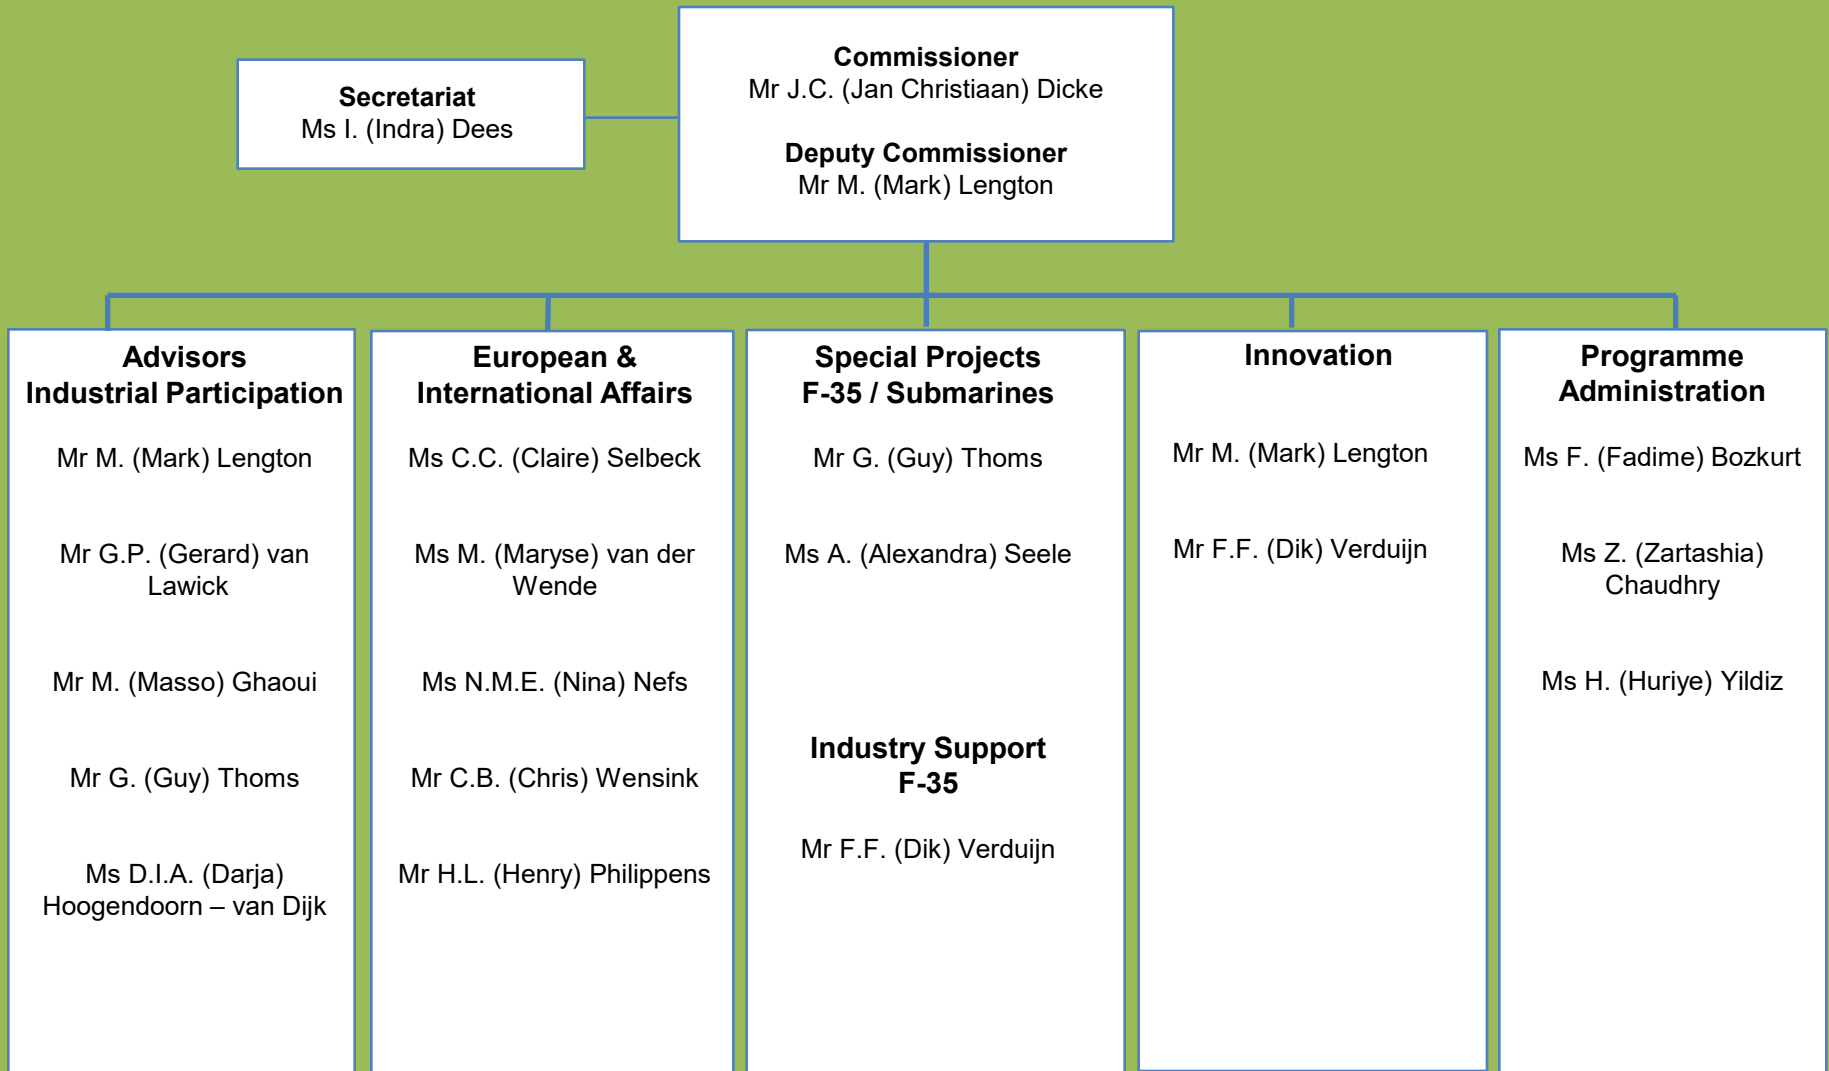 Secretariat
Ms I. (Indra) Dees
Commissioner
Mr J.C. (Jan Christiaan) Dicke
Deputy Commissioner
Mr M. (Mark) Lengton
Advisors
Industrial Participation
Mr M. (Mark) Lengton
Mr G.P. (Gerard) van
Lawick
Mr M. (Masso) Ghaoui
Mr G. (Guy) Thoms
Ms D.I.A. (Darja)
Hoogendoorn – van Dijk
European &
International Affairs
Ms C.C. (Claire) Selbeck
Ms M. (Maryse) van der
Wende
Ms N.M.E. (Nina) Nefs
Mr C.B. (Chris) Wensink
Mr H.L. (Henry) Philippens
Special Projects
F-35 / Submarines
Mr G. (Guy) Thoms
Ms A. (Alexandra) Seele
Industry Support
F-35
Mr F.F. (Dik) Verduijn
Innovation
Mr M. (Mark) Lengton
Mr F.F. (Dik) Verduijn
Programme
Administration
Ms F. (Fadime) Bozkurt
Ms Z. (Zartashia)
Chaudhry
Ms H. (Huriye) Yildiz